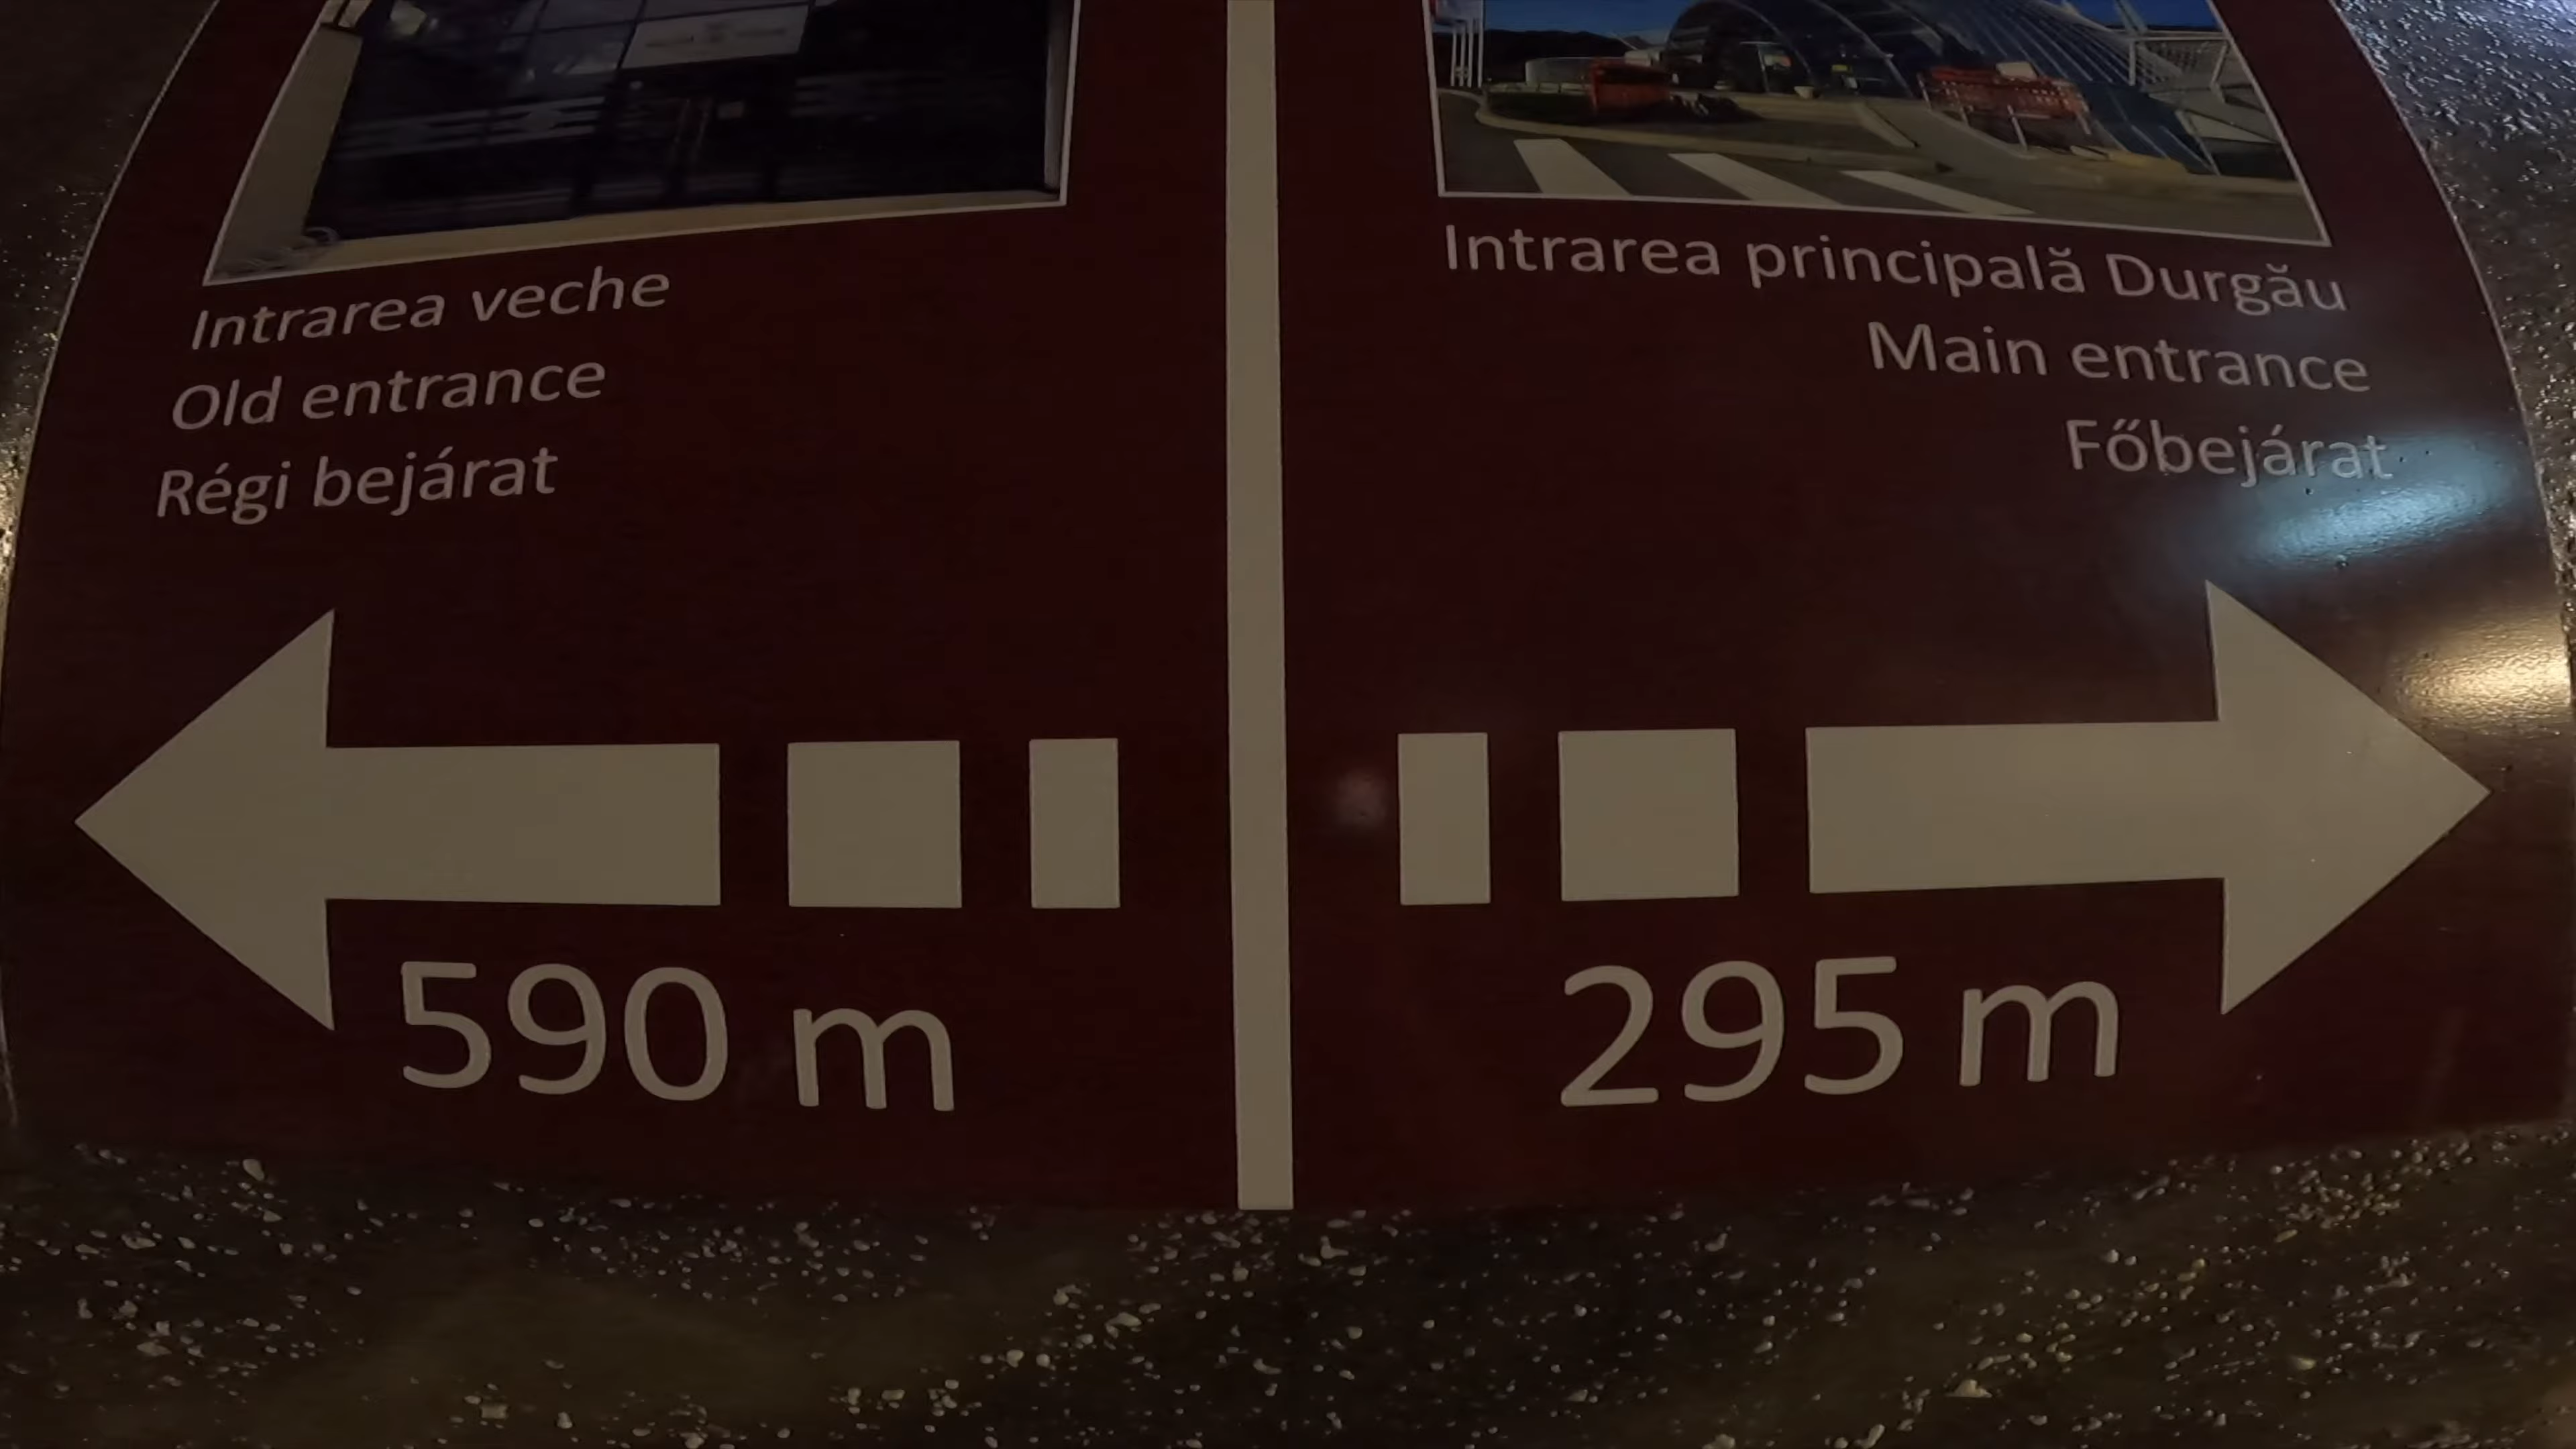 Intrarea veche
Old entrance
Régi bejárat
590 m
Intrarea principală Durgău
Main entrance
Főbejárat
295 m